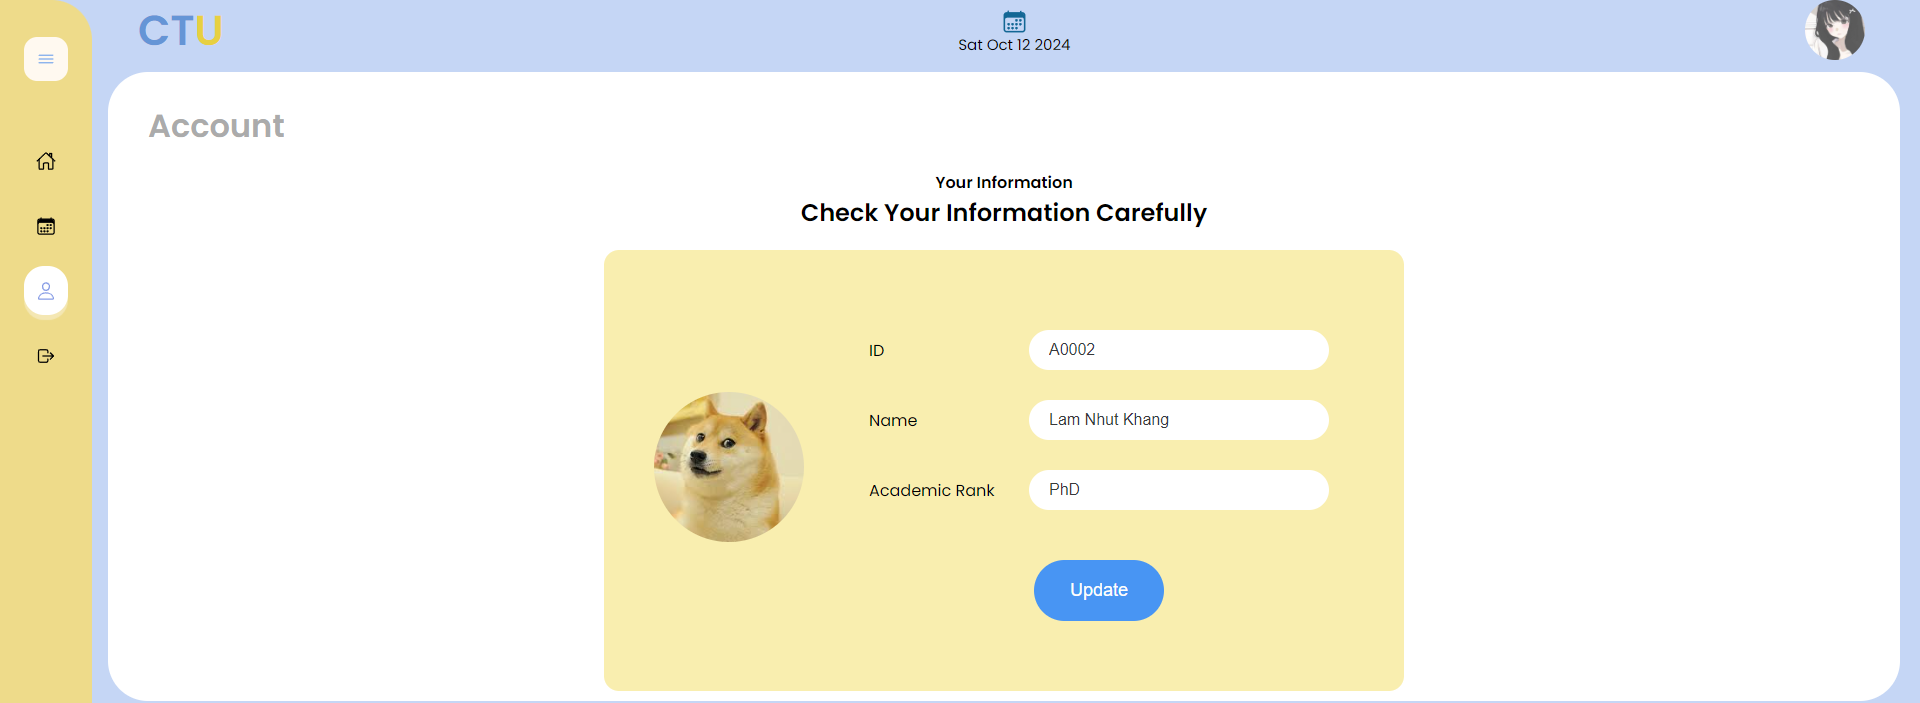 CTU
Sat Oct 12 2024
Account
Your Information
Check Your Information Carefully
ID
A0002
Name
Lam Nhut Khang
Academic Rank
PhD
Update